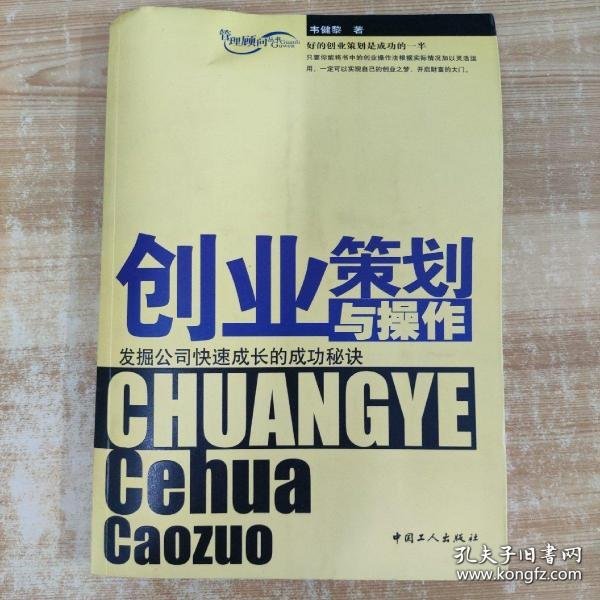 管理顾问丛书
Guanli
Guwen
韦健黎 著
好的创业策划是成功的一半
只要你能将书中的创业操作法根据实际情况加以灵活运
用，一定可以实现自己的创业之梦，开启财富的大门。
创业策划
与操作
发掘公司快速成长的成功秘诀
CHUANGYE
Cehua
Caozuo
中国工人出版社
孔夫子旧书网
www.kongfz.com